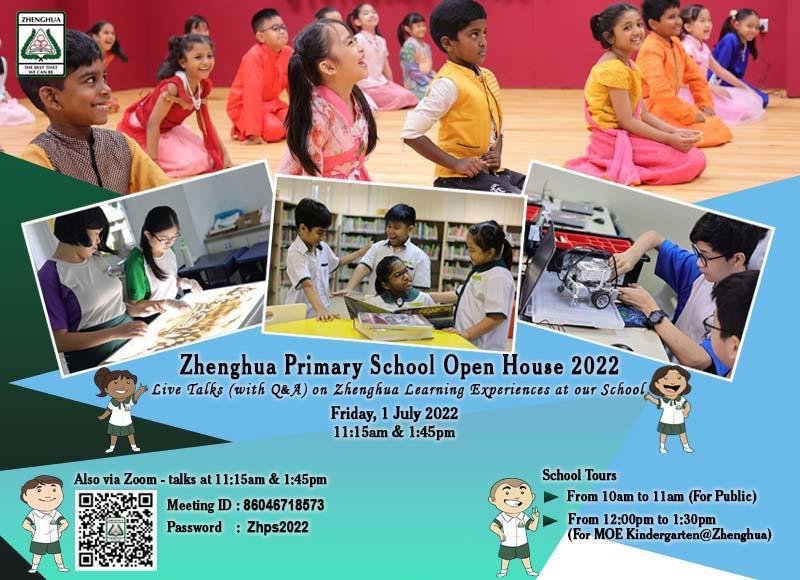 ZHENGHUA
THE BEST THAT
WE CAN BE
SINGAPORE
Zhenghua Primary School Open House 2022
Live Talks (with Q&A) on Zhenghua Learning Experiences at our School
Friday, 1 July 2022
11:15am & 1:45pm
Also via Zoom - talks at 11:15am & 1:45pm
Meeting ID : 86046718573
Password : Zhps2022
School Tours
From 10am to 11am (For Public)
From 12:00pm to 1:30pm
(For MOE Kindergarten@Zhenghua)